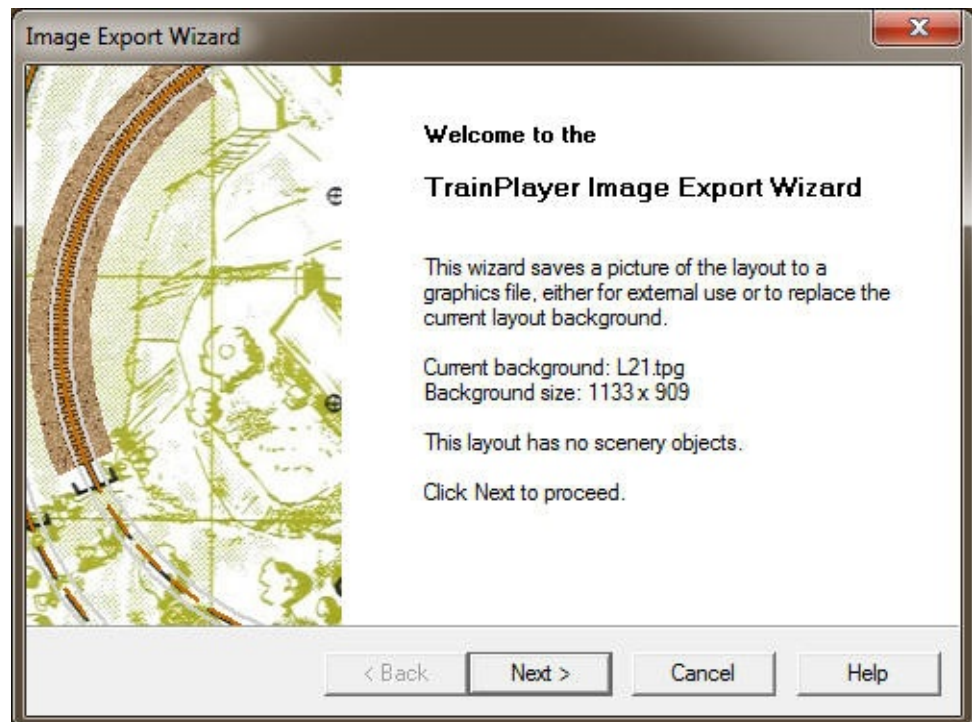 Image Export Wizard
Welcome to the
TrainPlayer Image Export Wizard
This wizard saves a picture of the layout to a
graphics file, either for external use or to replace the
current layout background.
Current background: L21.tpg
Background size: 1133 x 909
This layout has no scenery objects.
Click Next to proceed.
< Back
Next >
Cancel
Help